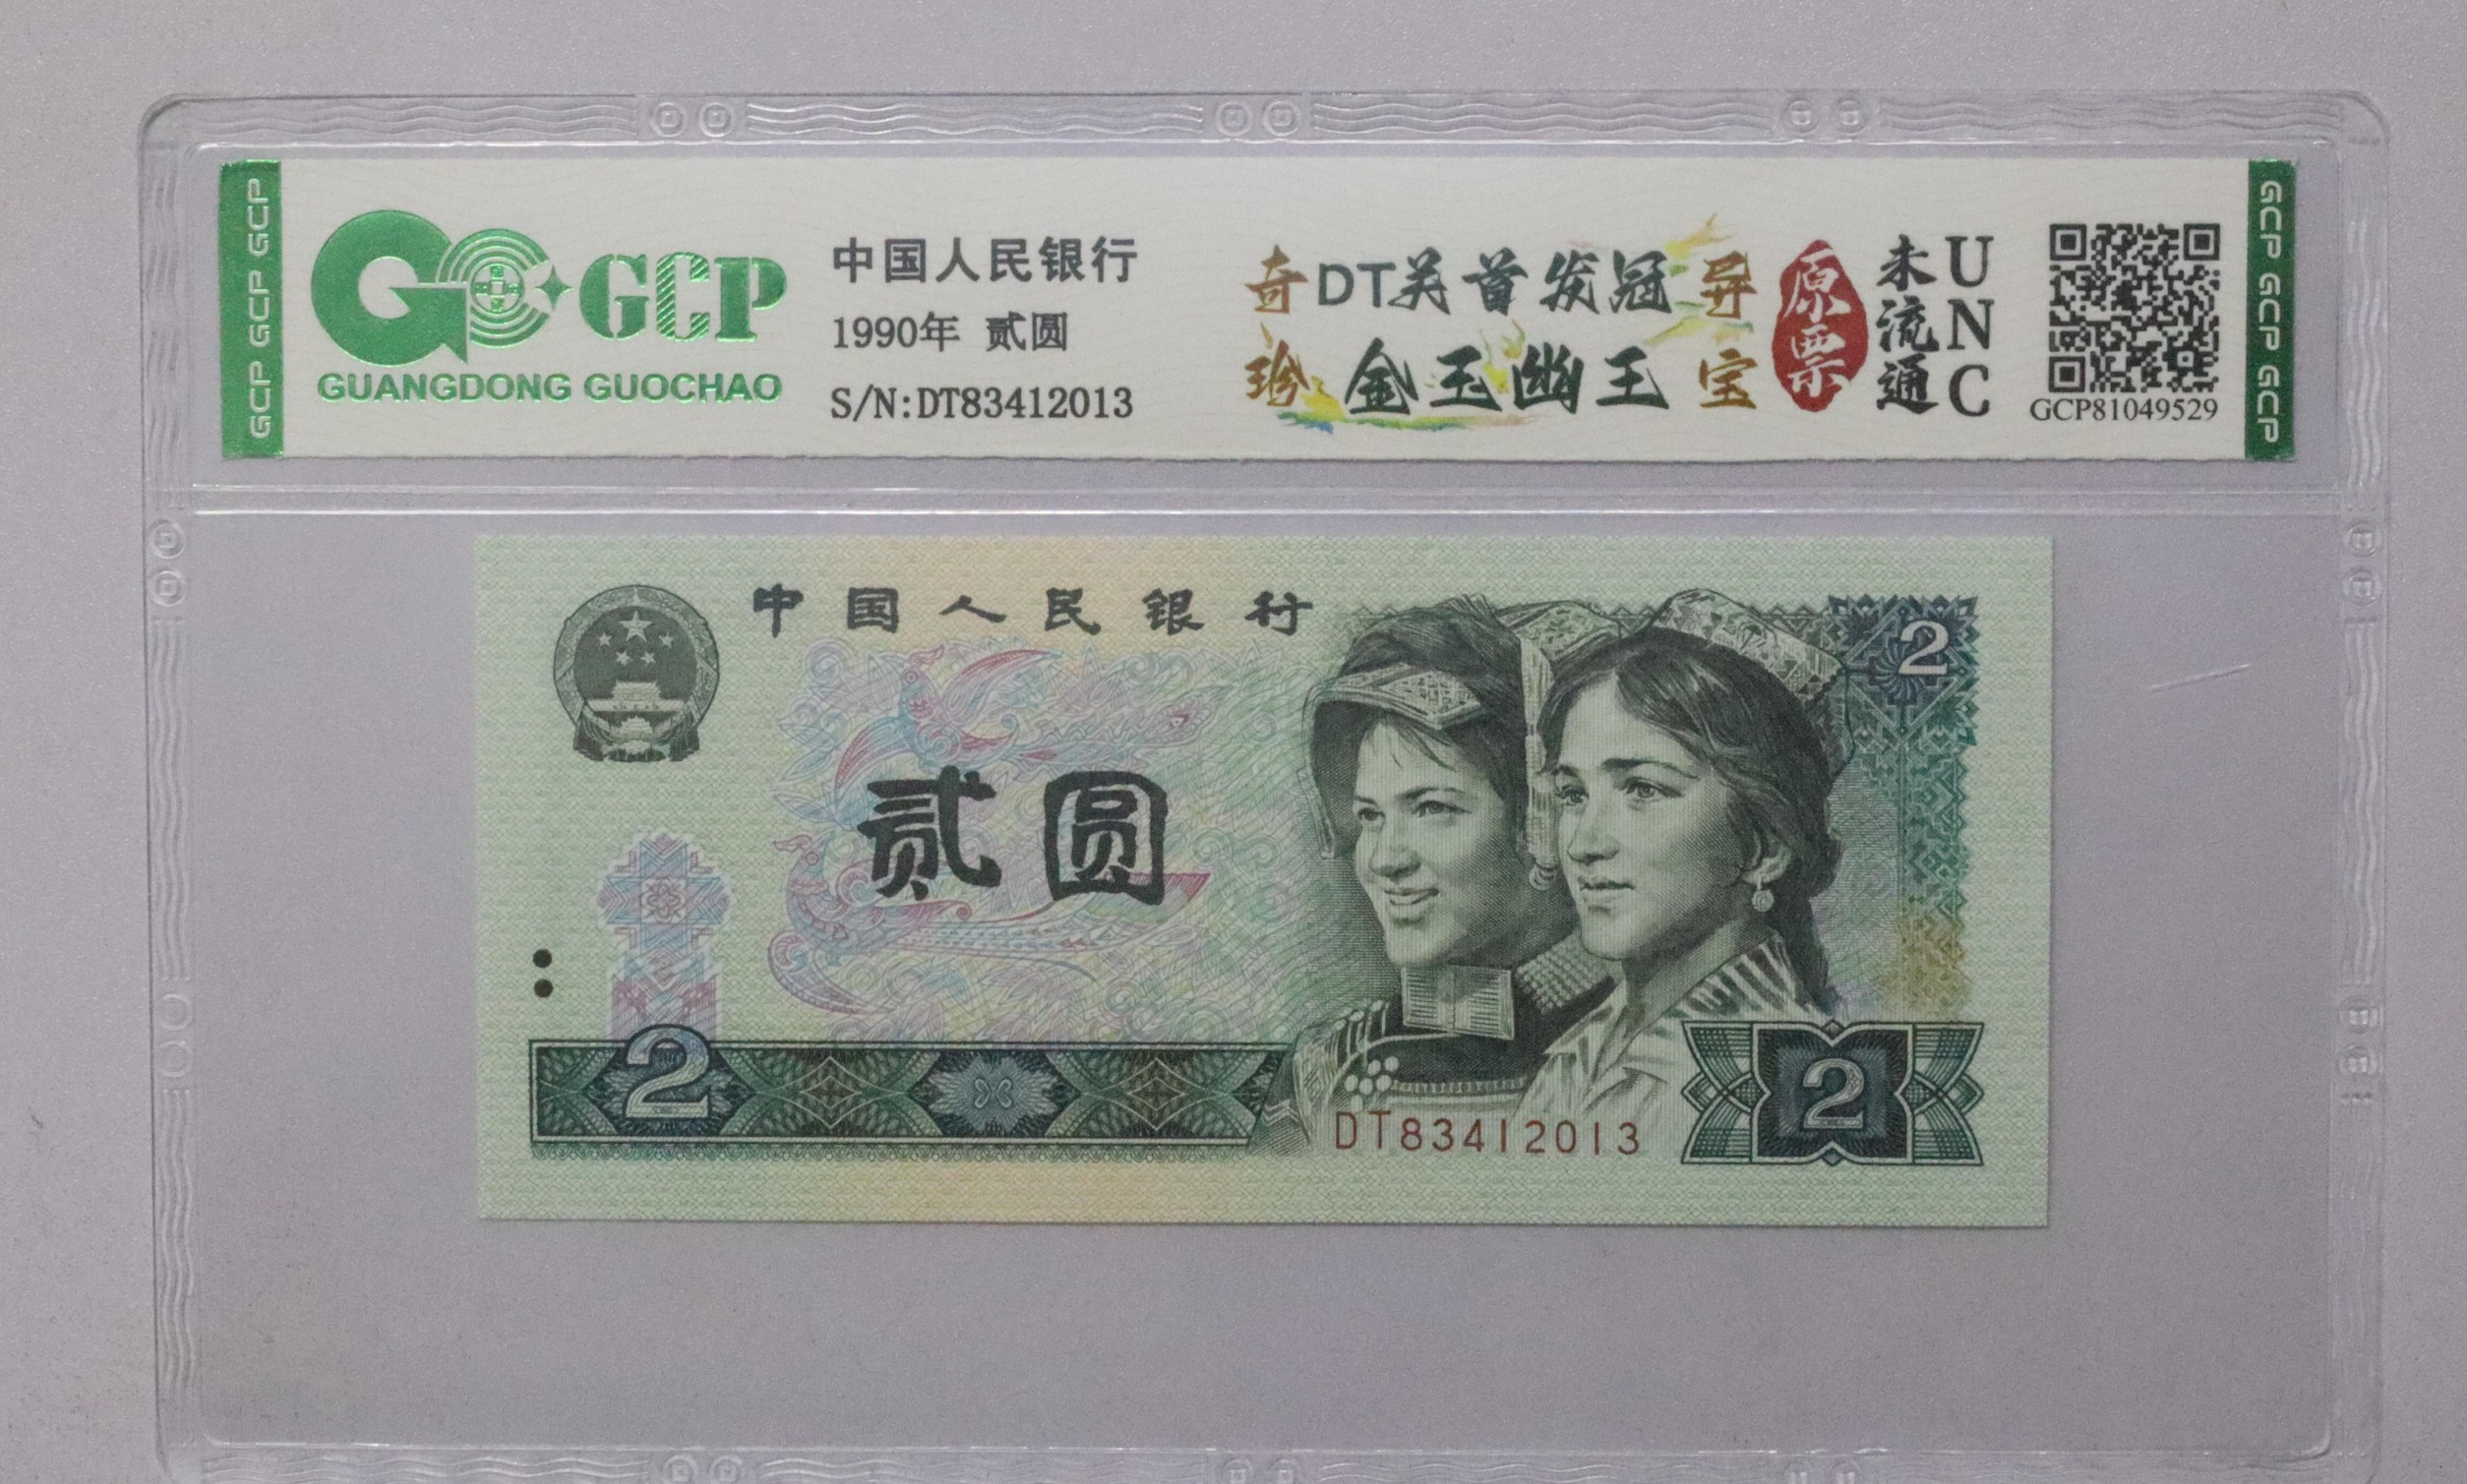 GCP GCP GCP
GCP
GUANGDONG GUOCHAO
中国人民银行
1990年 贰圆
S/N:DT83412013
奇珍
DT关首发冠
金玉幽王
异宝
原票
未流通
UNC
GCP81049529
GCP GCP GCP
中国人民银行
2
贰圆
2
2
DT83412013